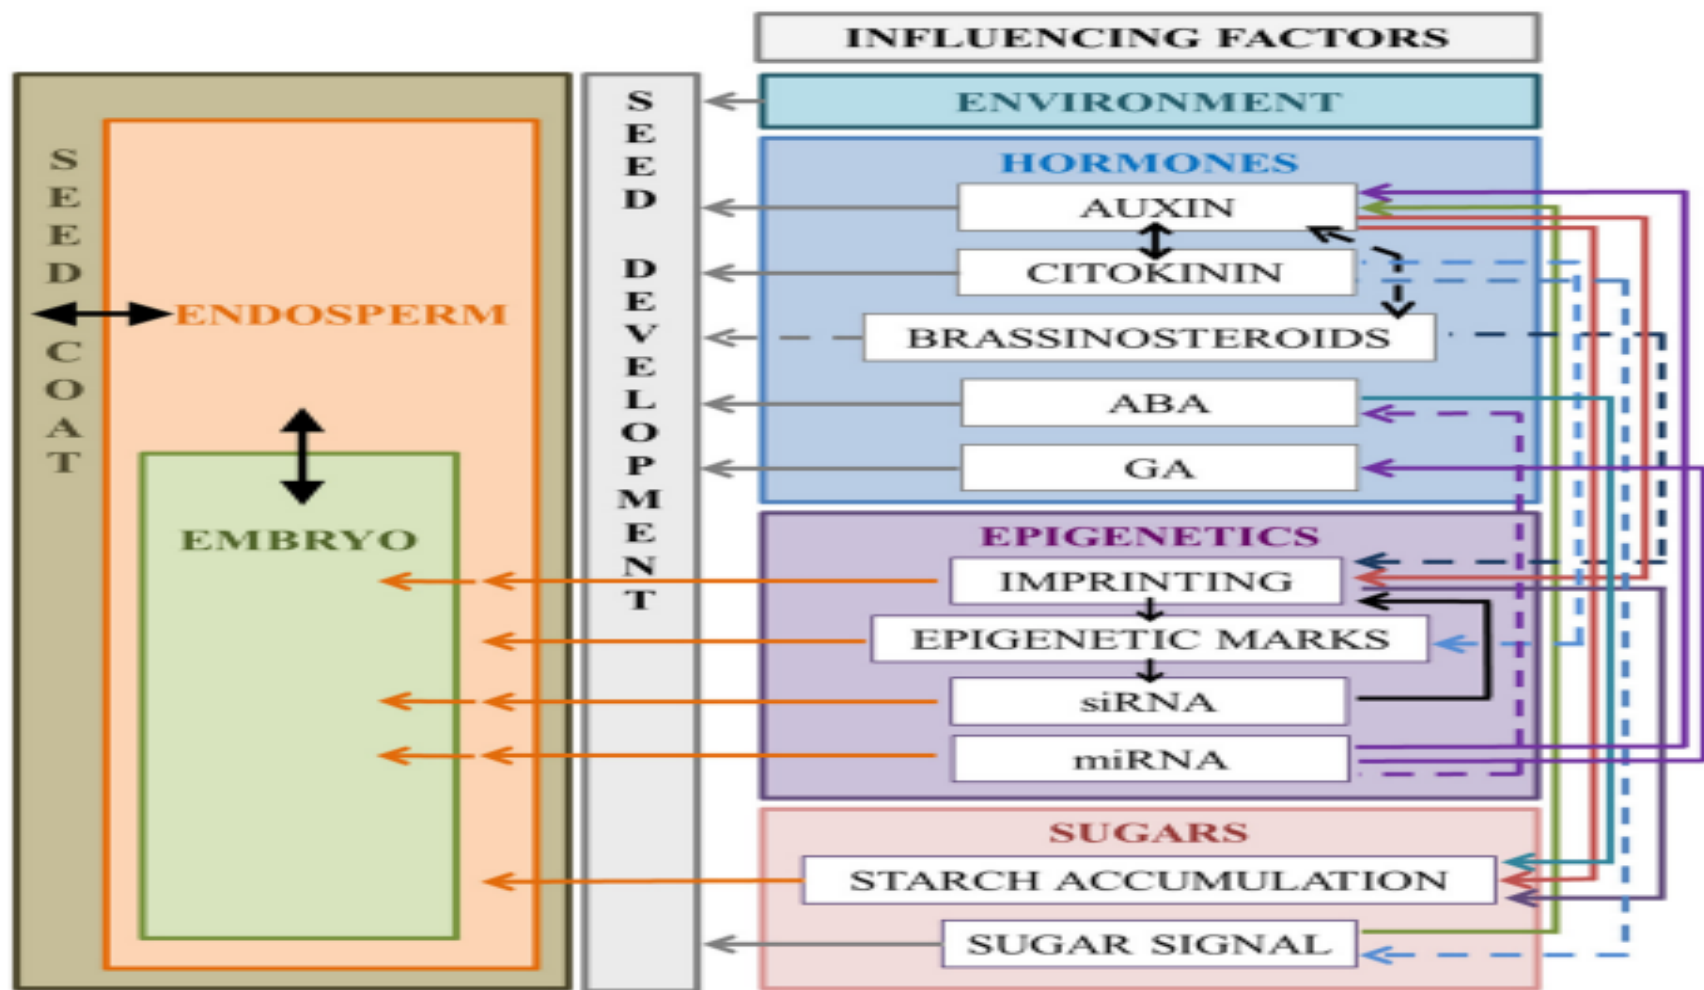 INFLUENCING FACTORS
SEED COAT
ENDOSPERM
EMBRYO
SEED DEVELOPMENT
ENVIRONMENT
HORMONES
AUXIN
CITOKININ
BRASSINOSTEROIDS
ABA
GA
EPIGENETICS
IMPRINTING
EPIGENETIC MARKS
siRNA
miRNA
SUGARS
STARCH ACCUMULATION
SUGAR SIGNAL